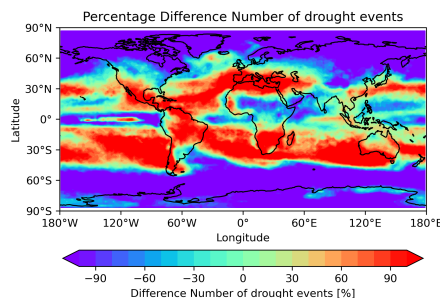 Percentage Difference Number of drought events
90°N
60°N
30°N
0°
30°S
60°S
90°S
Latitude
180°W 120°W 60°W 0° 60°E 120°E 180°E
Longitude
−90 −60 −30 0 30 60 90
Difference Number of drought events [%]